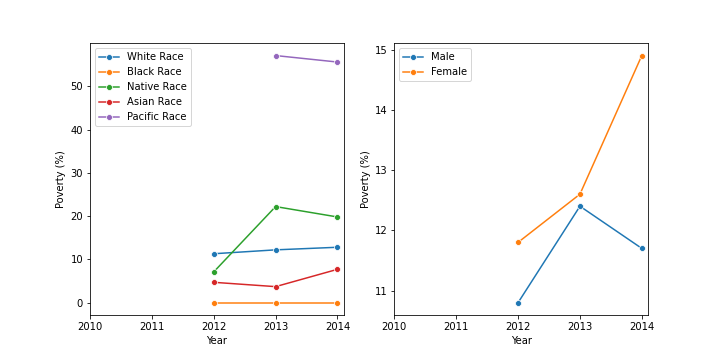 White Race
Black Race
Native Race
Asian Race
Pacific Race
Poverty (%)
50
40
30
20
10
0
2010 2011 2012 2013 2014
Year
Male
Female
Poverty (%)
15
14
13
12
11
2010 2011 2012 2013 2014
Year